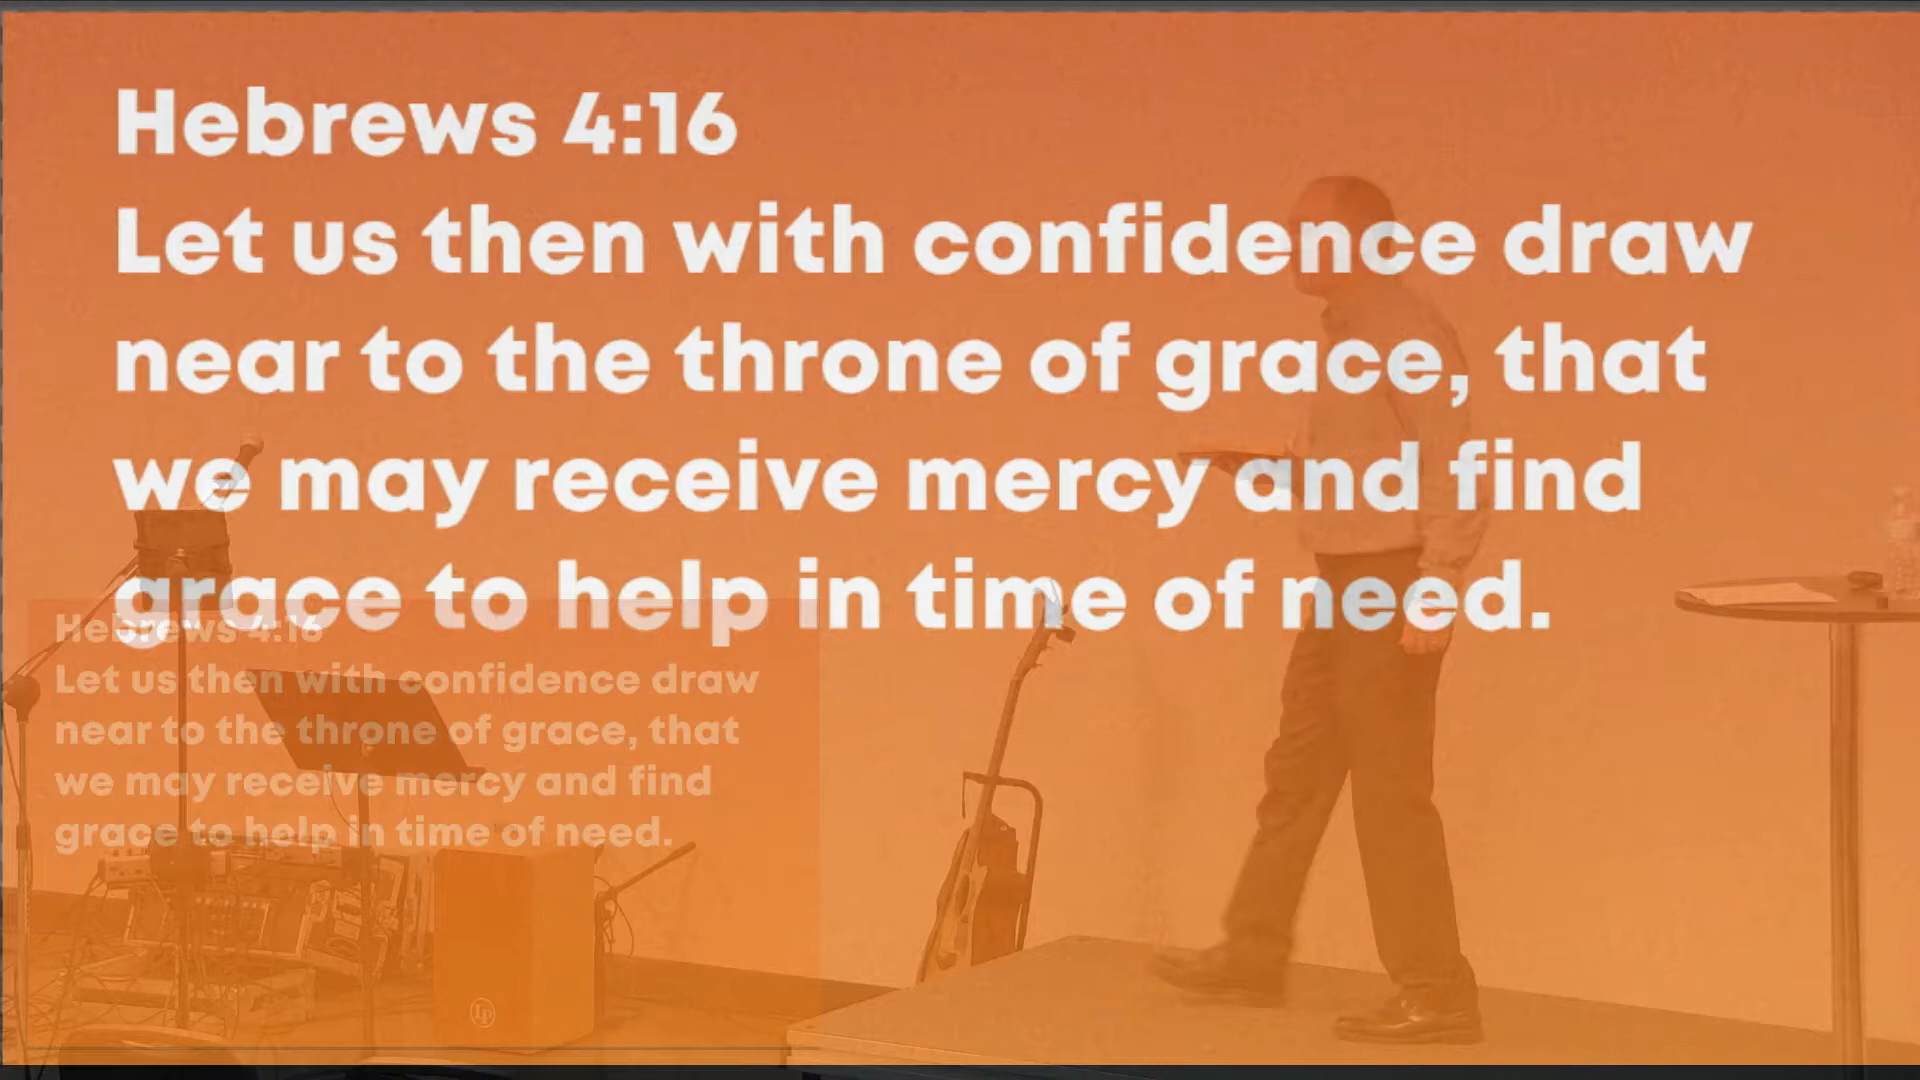 Hebrews 4:16
Let us then with confidence draw
near to the throne of grace, that
we may receive mercy and find
grace to help in time of need.
Hebrews 4:16
Let us then with confidence draw
near to the throne of grace, that
we may receive mercy and find
grace to help in time of need.
LP